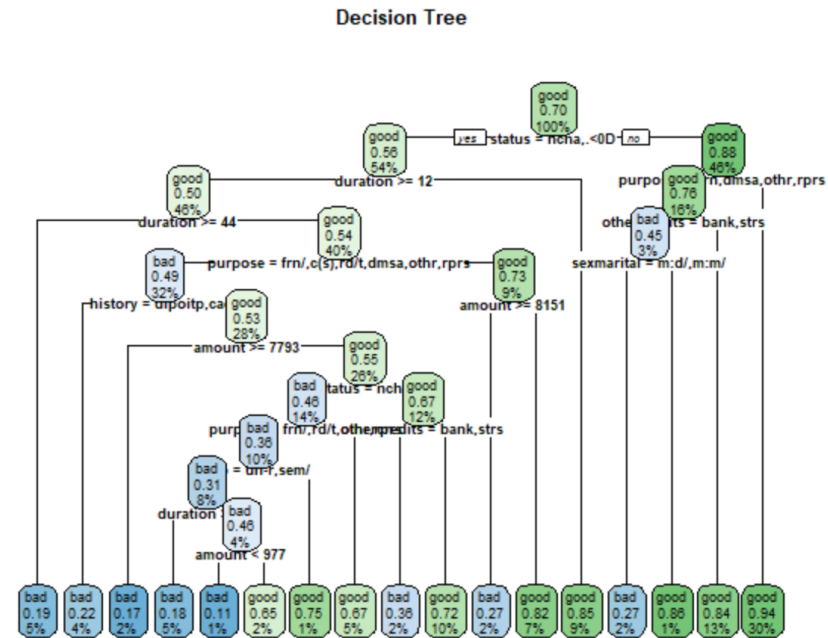 Decision Tree
good
0.70
100%
yes
status = ncha,.<0D
no
good
0.56
54%
good
0.88
46%
duration >= 12
good
0.50
46%
good
0.76
16%
dmsa, othr,rprs
duration >= 44
good
0.54
40%
= bank,strs
bad
0.45
3%
bad
0.49
32%
purpose = frn/,c(s),rd/t,dmsa,othr,rprs
good
0.73
9%
sexmarital = m:d/,m:m/
history =
good
0.53
28%
amount >= 8151
amount >= 7793
good
0.55
26%
bad
0.46
14%
good
0.67
12%
bad
0.36
10%
frn/,rd/t,
= bank,strs
bad
0.31
8%
bad
0.46
4%
duration
amount < 977
bad
0.19
5%
bad
0.22
4%
bad
0.17
2%
bad
0.18
5%
bad
0.11
1%
good
0.65
2%
good
0.75
1%
good
0.67
5%
bad
0.36
2%
good
0.72
10%
bad
0.27
2%
good
0.82
7%
good
0.85
9%
bad
0.27
2%
good
0.86
1%
good
0.84
13%
good
0.94
30%